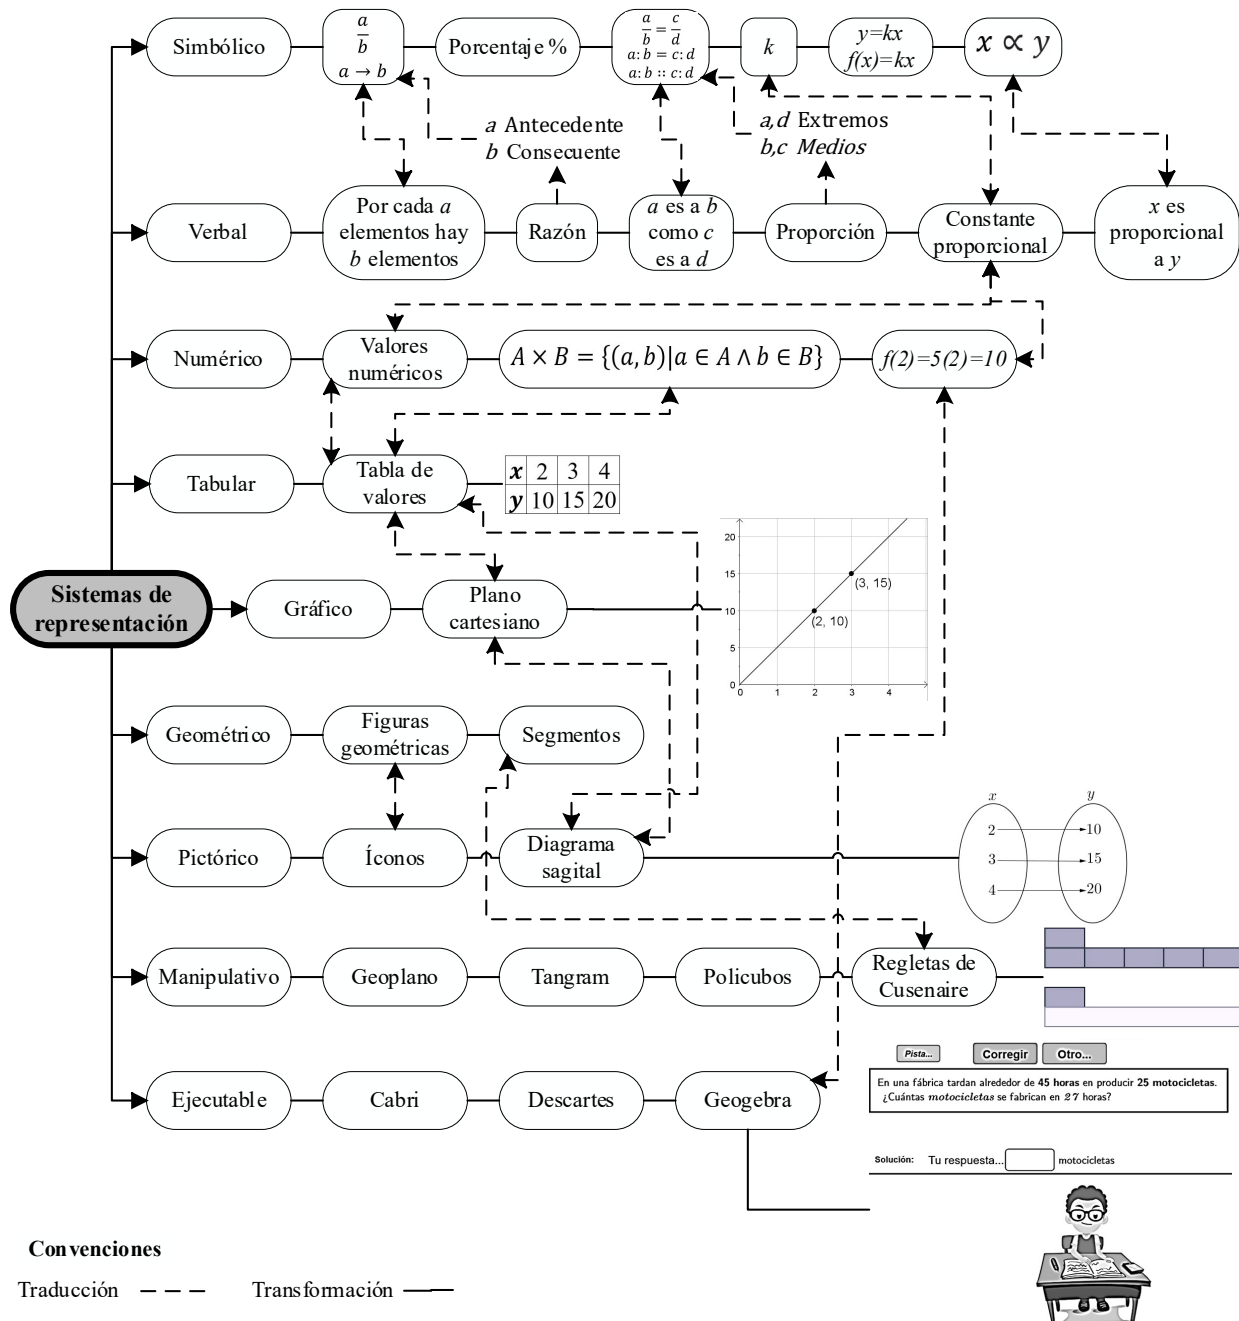 Simbólico
a
b
a → b
Porcentaje %
a/b = c/d
a: b = c: d
a: b ∷ c: d
k
y=kx
f(x)=kx
x ∝ y
a Antecedente
b Consecuente
a,d Extremos
b,c Medios
Verbal
Por cada a
elementos hay
b elementos
Razón
a es a b
como c
es a d
Proporción
Constante
proporcional
x es
proporcional
a y
Numérico
Valores
numéricos
A × B = {(a, b)|a ∈ A ∧ b ∈ B}
f(2)=5(2)=10
Tabular
Tabla de
valores
x 2 3 4
y 10 15 20
Sistemas de
representación
Gráfico
Plano
cartesiano
20
15
10
5
0
0 1 2 3 4
(3, 15)
(2, 10)
Geométrico
Figuras
geométricas
Segmentos
Pictórico
Íconos
Diagrama
sagital
x y
2 10
3 15
4 20
Manipulativo
Geoplano
Tangram
Policubos
Regletas de
Cusenaire
Ejecutable
Cabri
Descartes
Geogebra
Pista... Corregir Otro...
En una fábrica tardan alrededor de 45 horas en producir 25 motocicletas.
¿Cuántas motocicletas se fabrican en 27 horas?
Solución: Tu respuesta... motocicletas
Convenciones
Traducción Transformación